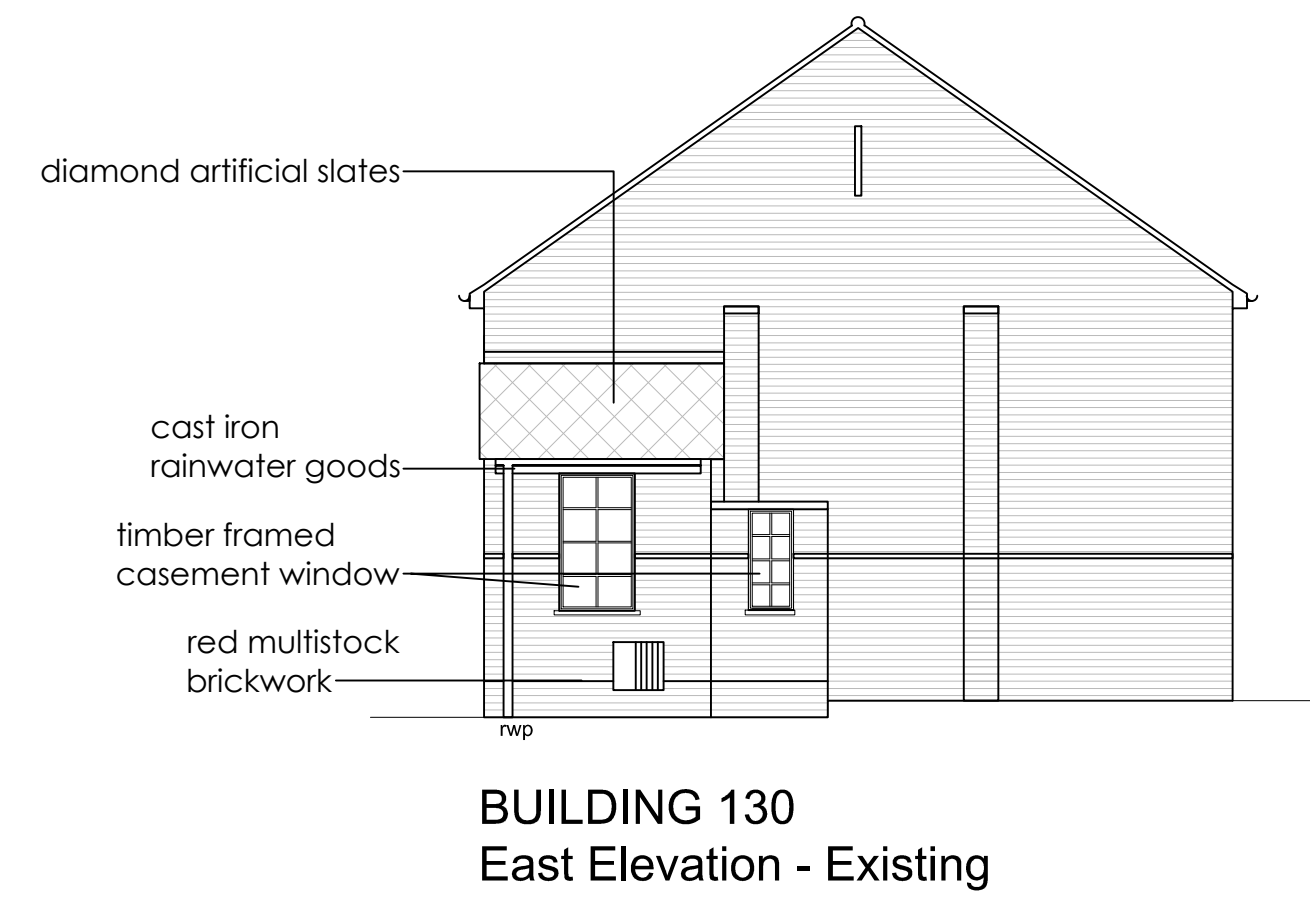 diamond artificial slates
cast iron
rainwater goods
timber framed
casement window
red multistock
brickwork
rwp
BUILDING 130
East Elevation - Existing